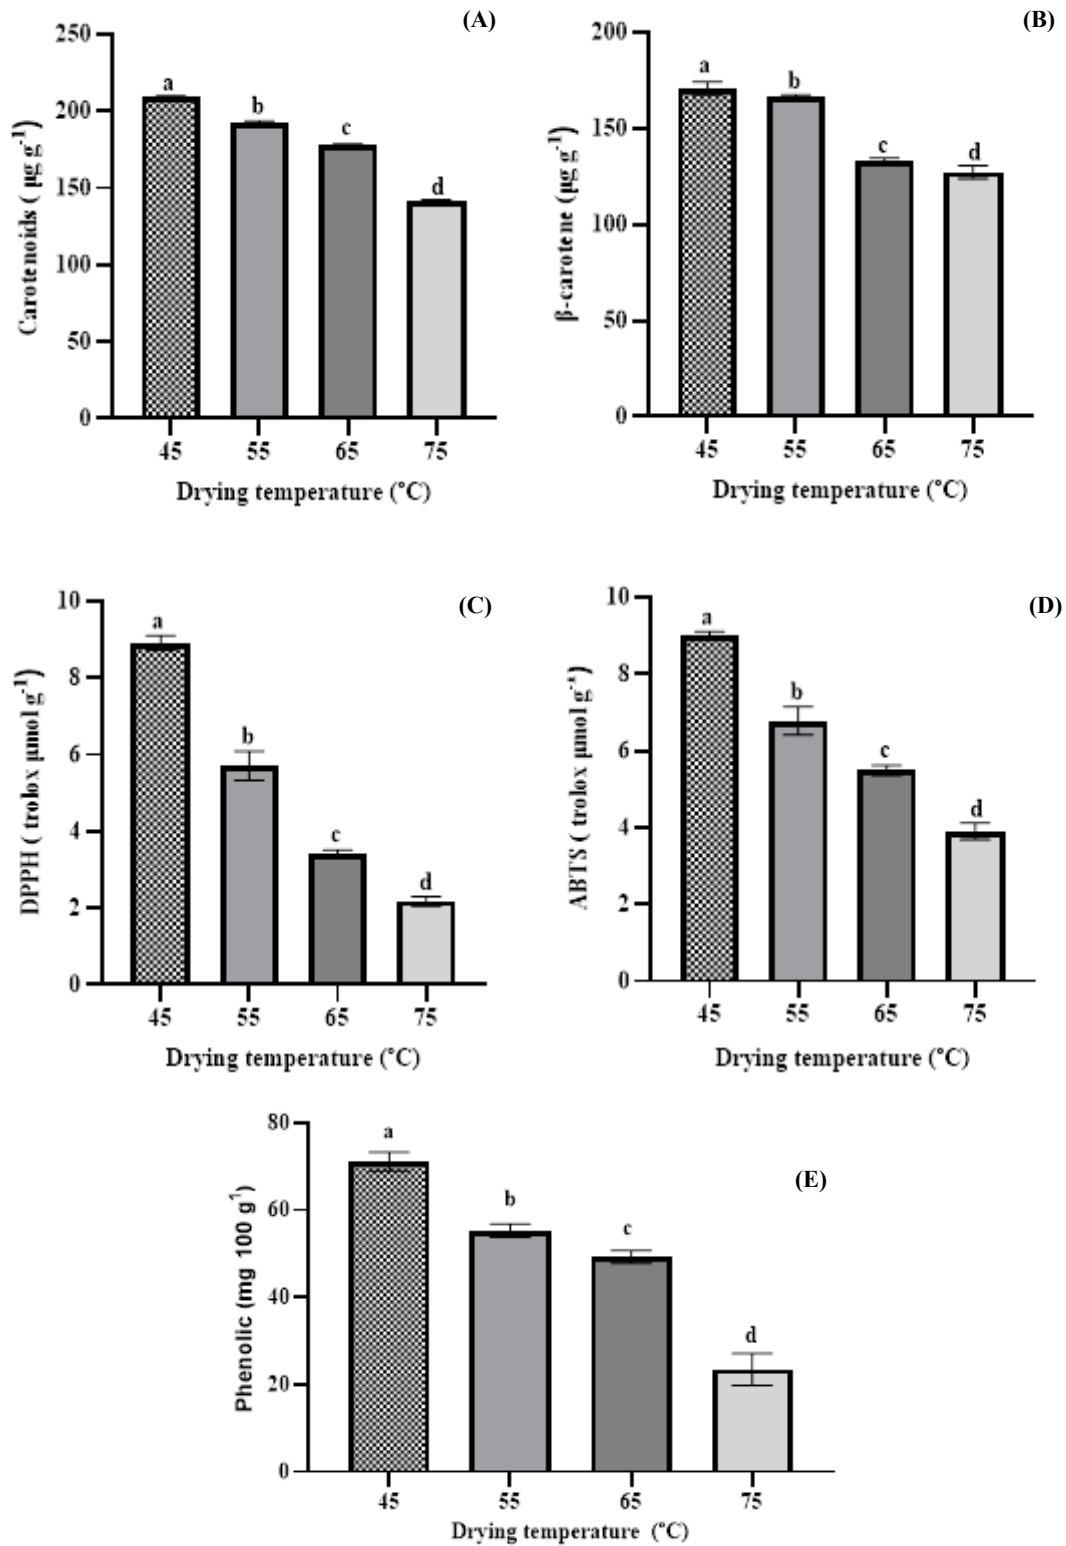 (A)
250
200
150
100
50
0
a
b
c
d
45 55 65 75
Carotenoids ( µg g-1)
Drying temperature (°C)
(B)
200
150
100
50
0
a
b
c
d
45 55 65 75
β-carotene (µg g-1)
Drying temperature (°C)
(C)
10
8
6
4
2
0
a
b
c
d
45 55 65 75
DPPH ( trolox µmol g-1)
Drying temperature (°C)
(D)
10
8
6
4
2
0
a
b
c
d
45 55 65 75
ABTS ( trolox µmol g-1)
Drying temperature (°C)
(E)
80
60
40
20
0
a
b
c
d
45 55 65 75
Phenolic (mg 100 g1)
Drying temperature (°C)